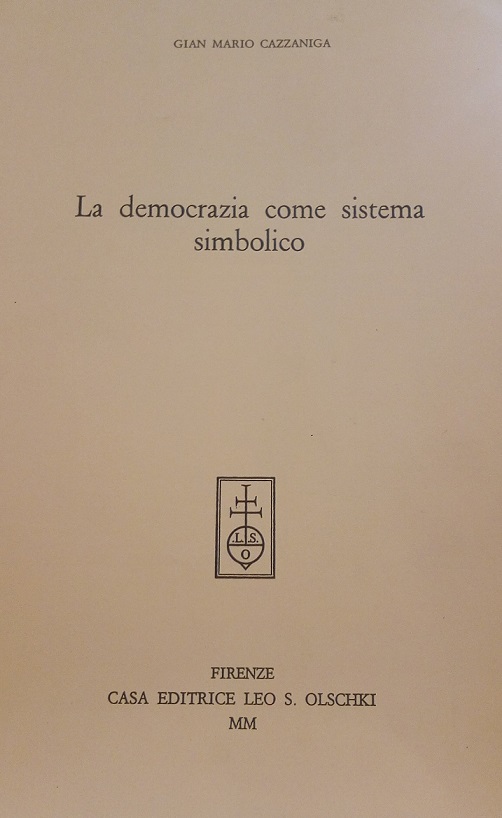 GIAN MARIO CAZZANIGA
La democrazia come sistema
simbolico
.L. S.
O
FIRENZE
CASA EDITRICE LEO S. OLSCHKI
MM